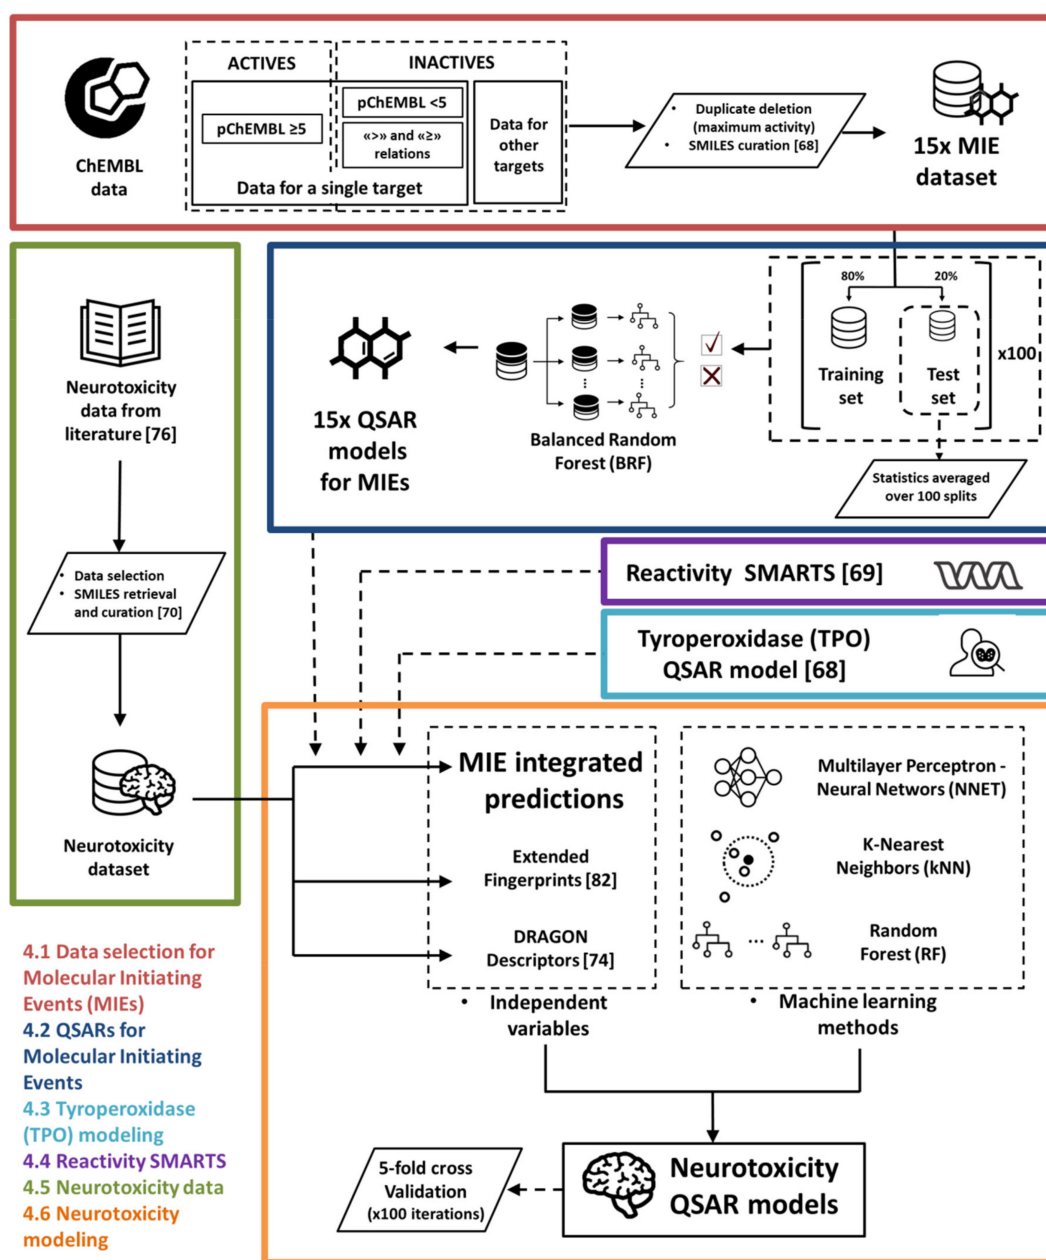 ACTIVES
INACTIVES
pChEMBL ≥5
pChEMBL <5
«>» and «≥»
relations
Data for
other
targets
Data for a single target
ChEMBL
data
• Duplicate deletion
(maximum activity)
• SMILES curation [68]
15x MIE
dataset
Neurotoxicity
data from
literature [76]
• Data selection
• SMILES retrieval
and curation [70]
Neurotoxicity
dataset
80%
20%
Training
set
Test
set
x100
Statistics averaged
over 100 splits
Balanced Random
Forest (BRF)
15x QSAR
models
for MIEs
Reactivity SMARTS [69]
Tyroperoxidase (TPO)
QSAR model [68]
MIE integrated
predictions
Extended
Fingerprints [82]
DRAGON
Descriptors [74]
• Independent
variables
Multilayer Perceptron -
Neural Networs (NNET)
K-Nearest
Neighbors (kNN)
Random
Forest (RF)
• Machine learning
methods
Neurotoxicity
QSAR models
5-fold cross
Validation
(x100 iterations)
4.1 Data selection for
Molecular Initiating
Events (MIEs)
4.2 QSARs for
Molecular Initiating
Events
4.3 Tyroperoxidase
(TPO) modeling
4.4 Reactivity SMARTS
4.5 Neurotoxicity data
4.6 Neurotoxicity
modeling